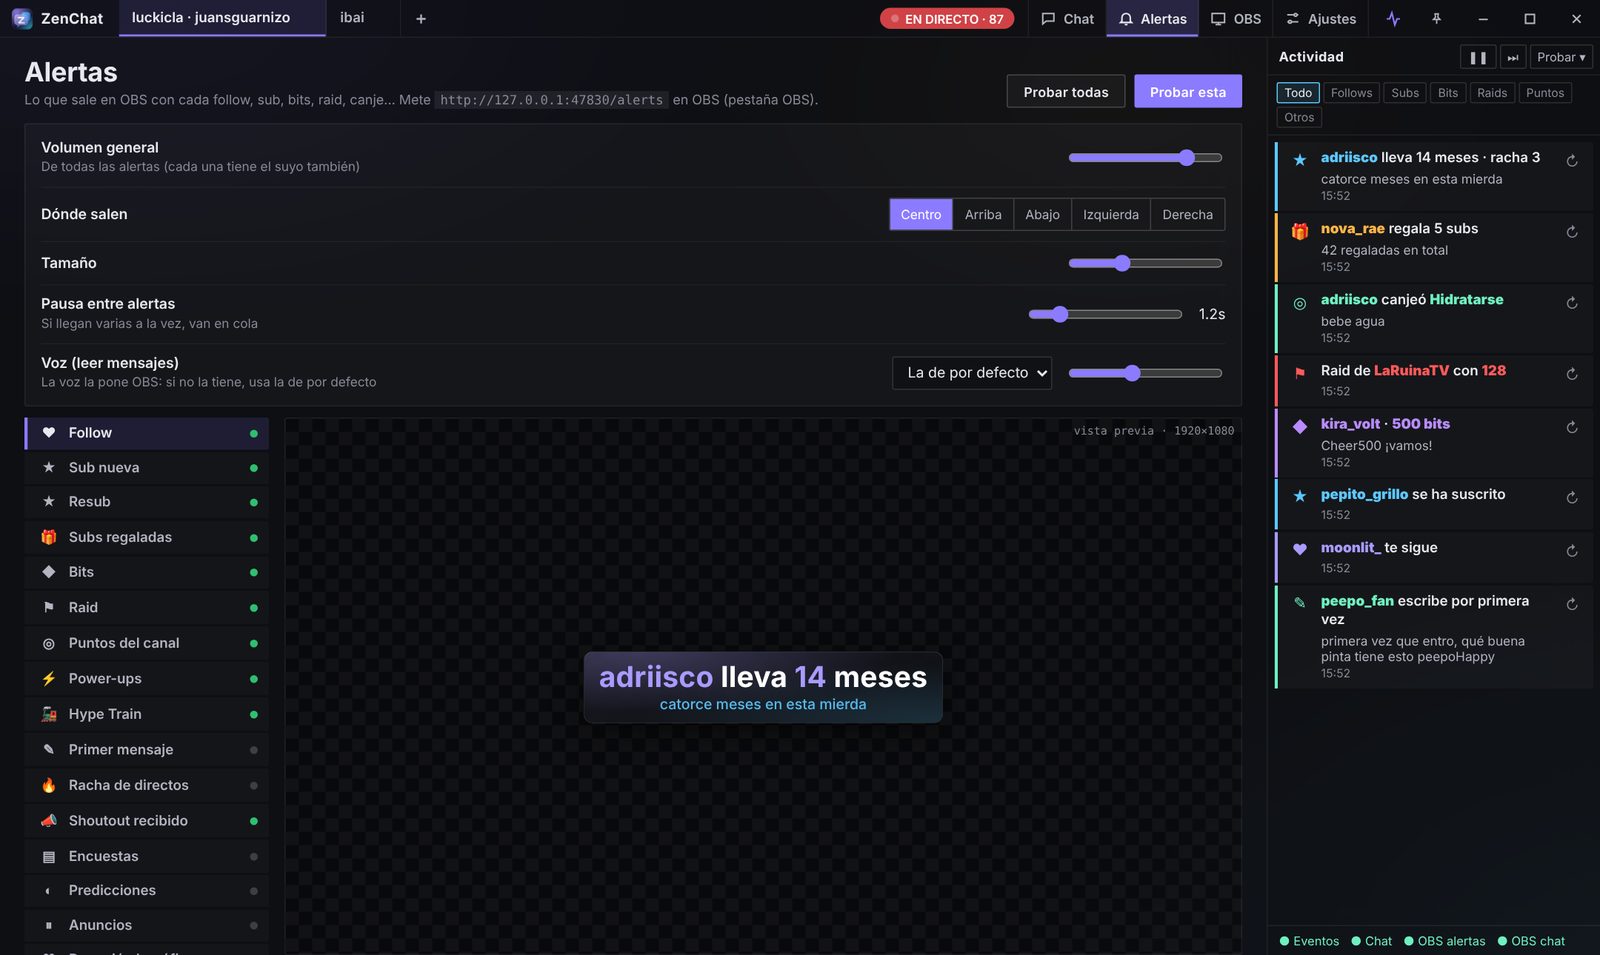 ZenChat
luckicla · juansguarnizo
ibai
+
EN DIRECTO · 87
Chat
Alertas
OBS
Ajustes
Alertas
Lo que sale en OBS con cada follow, sub, bits, raid, canje... Mete http://127.0.0.1:47830/alerts en OBS (pestaña OBS).
Probar todas
Probar esta
Volumen general
De todas las alertas (cada una tiene el suyo también)
Dónde salen
Centro
Arriba
Abajo
Izquierda
Derecha
Tamaño
Pausa entre alertas
Si llegan varias a la vez, van en cola
1.2s
Voz (leer mensajes)
La voz la pone OBS: si no la tiene, usa la de por defecto
La de por defecto
Follow
Sub nueva
Resub
Subs regaladas
Bits
Raid
Puntos del canal
Power-ups
Hype Train
Primer mensaje
Racha de directos
Shoutout recibido
Encuestas
Predicciones
Anuncios
vista previa · 1920×1080
adriisco lleva 14 meses
catorce meses en esta mierda
Actividad
Probar ▾
Todo
Follows
Subs
Bits
Raids
Puntos
Otros
adriisco lleva 14 meses · racha 3
catorce meses en esta mierda
15:52
nova_rae regala 5 subs
42 regaladas en total
15:52
adriisco canjeó Hidratarse
bebe agua
15:52
Raid de LaRuinaTV con 128
15:52
kira_volt · 500 bits
Cheer500 ¡vamos!
15:52
pepito_grillo se ha suscrito
15:52
moonlit_ te sigue
15:52
peepo_fan escribe por primera
vez
primera vez que entro, qué buena
pinta tiene esto peepoHappy
15:52
Eventos
Chat
OBS alertas
OBS chat